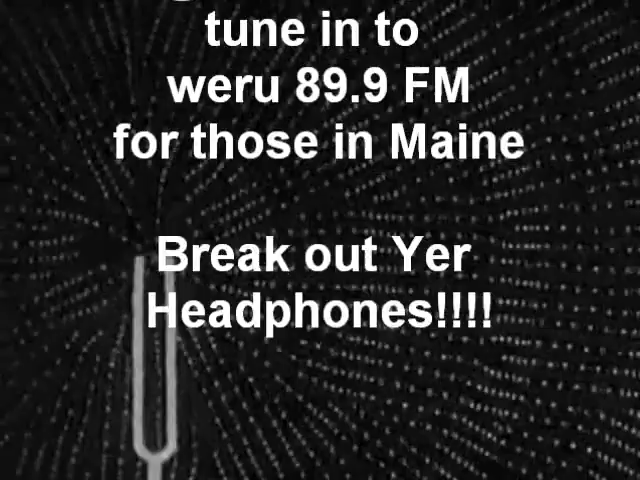 tune in to
weru 89.9 FM
for those in Maine
Break out Yer
Headphones!!!!